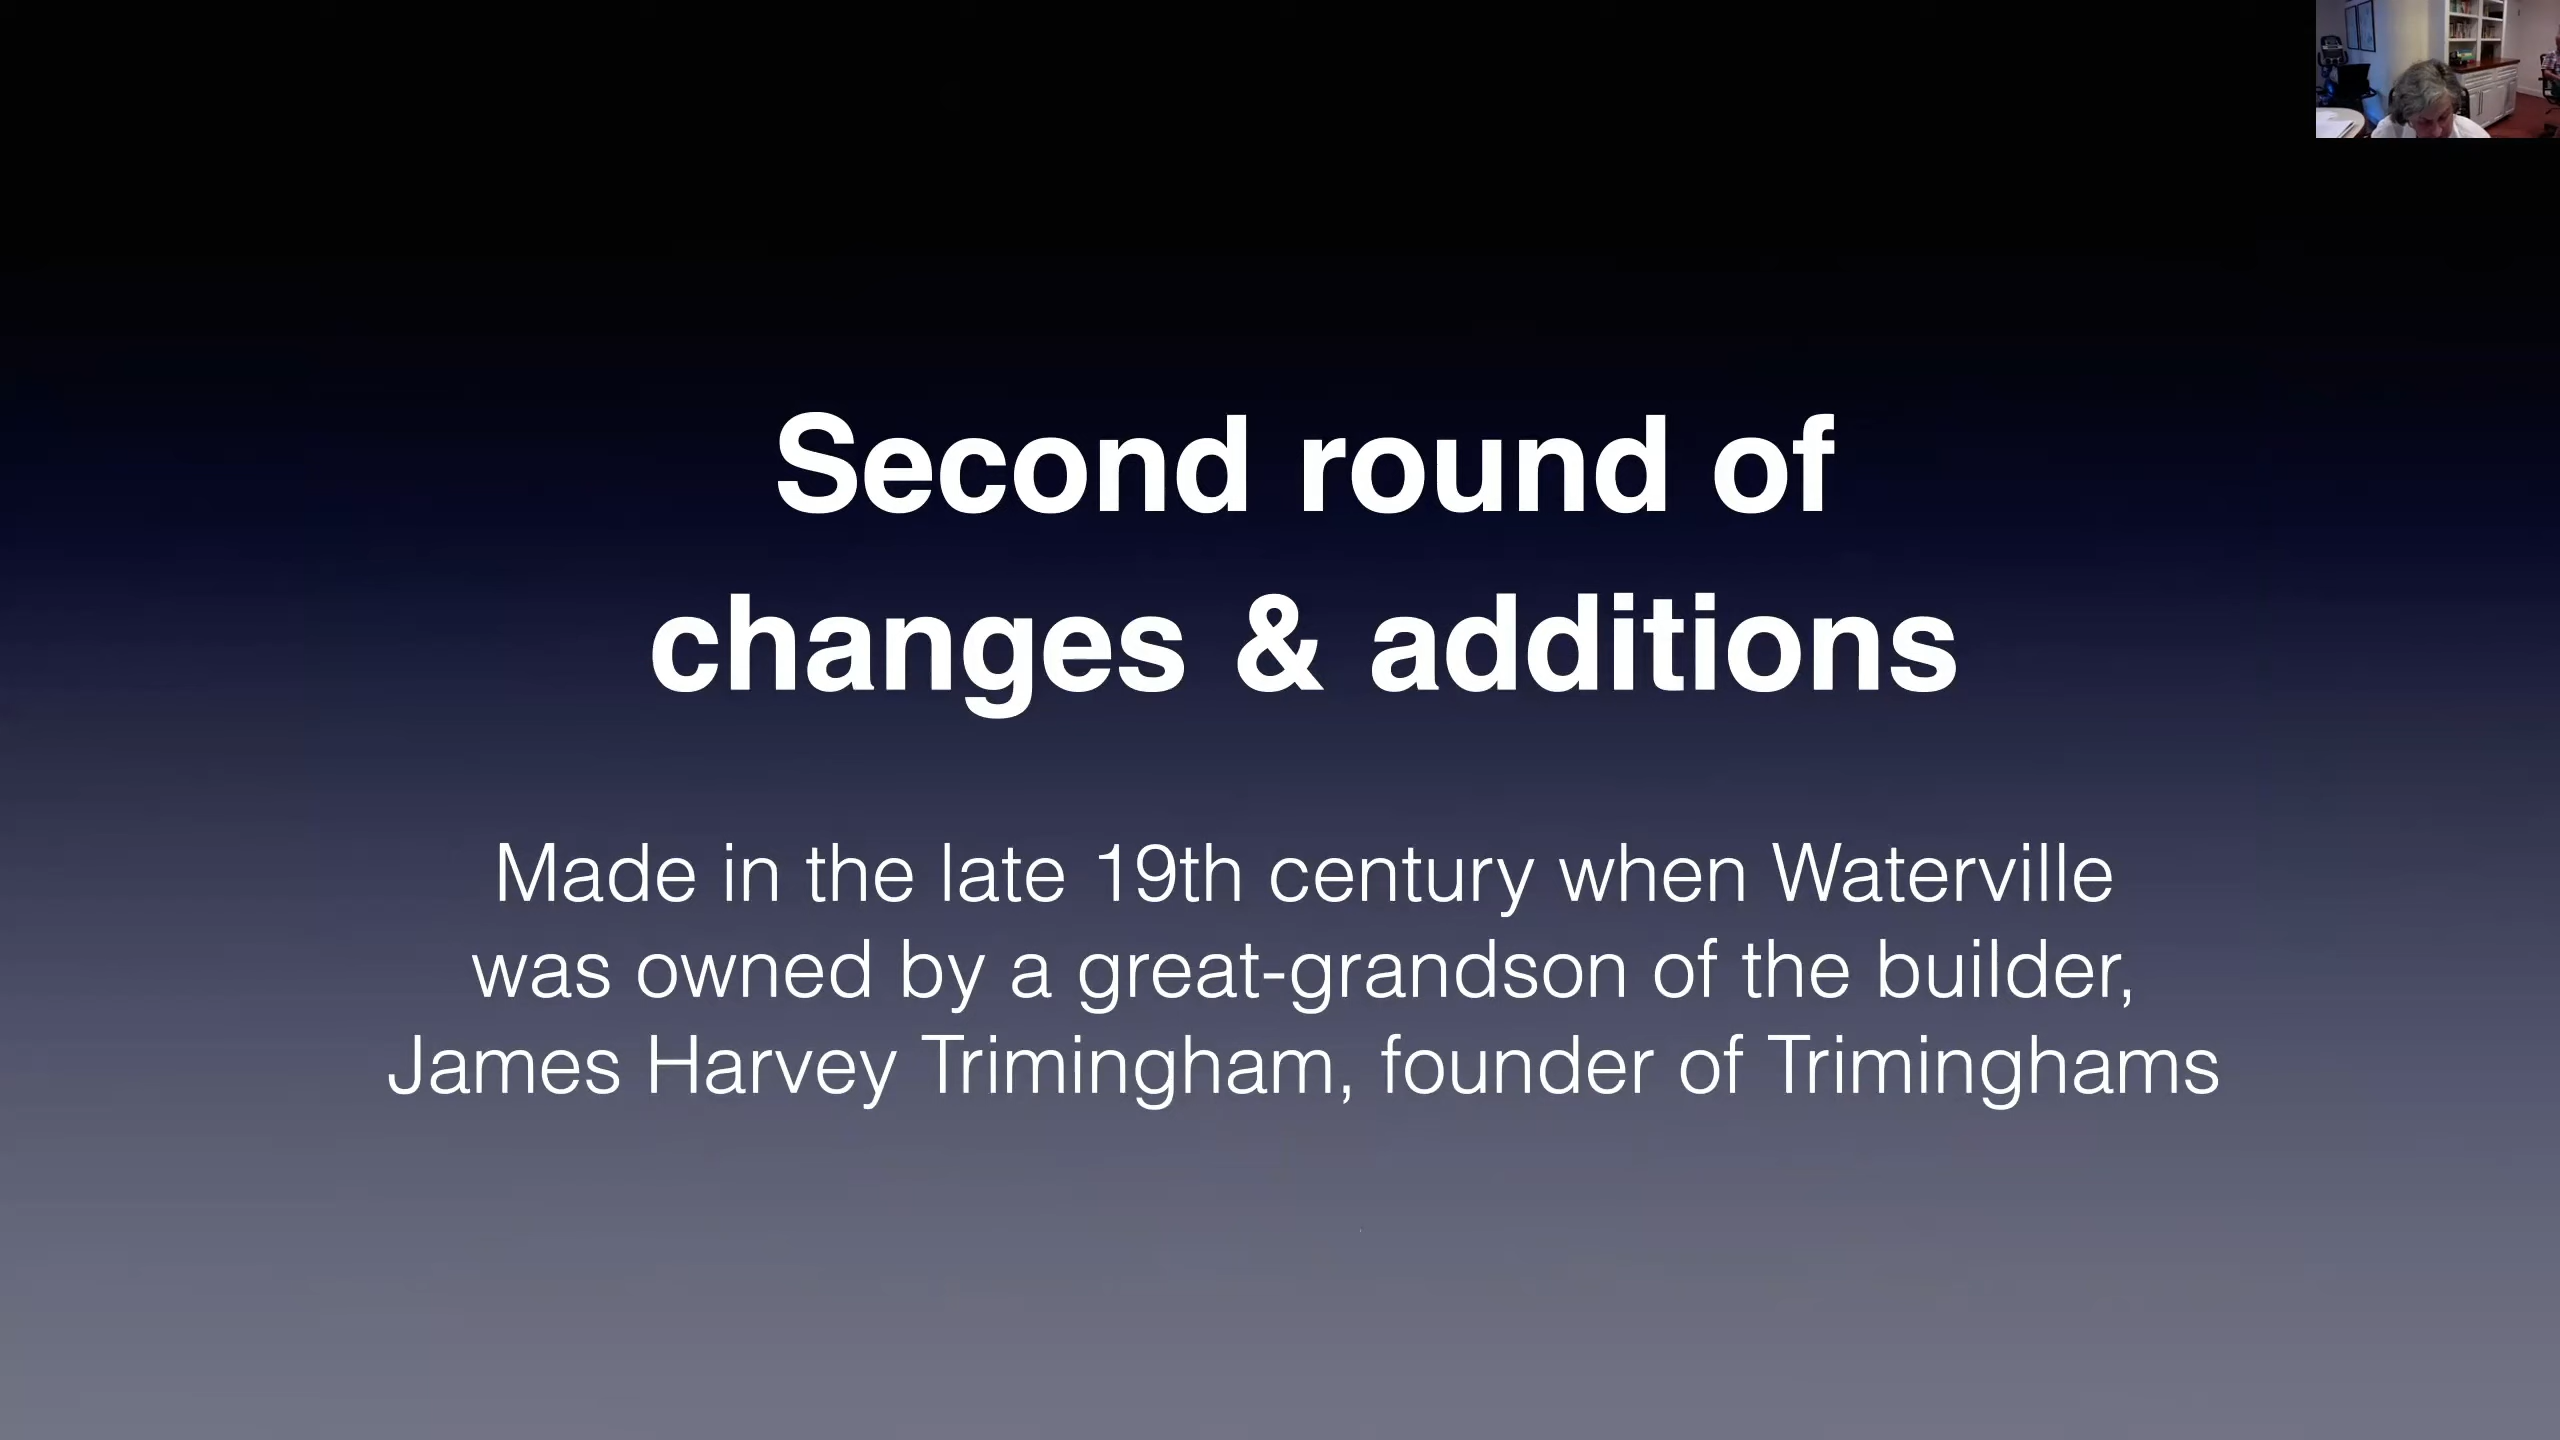 Second round of
changes & additions
Made in the late 19th century when Waterville
was owned by a great-grandson of the builder,
James Harvey Trimingham, founder of Triminghams